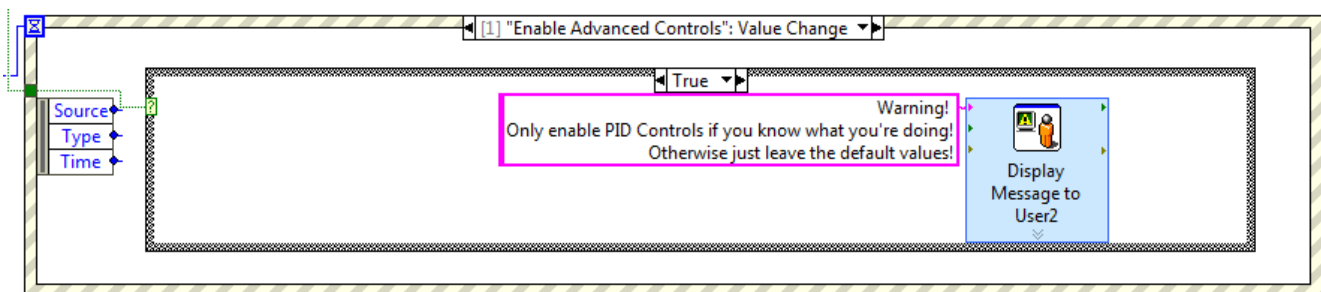 [1] "Enable Advanced Controls": Value Change
True
Source
Type
Time
?
Warning!
Only enable PID Controls if you know what you're doing!
Otherwise just leave the default values!
Display
Message to
User2